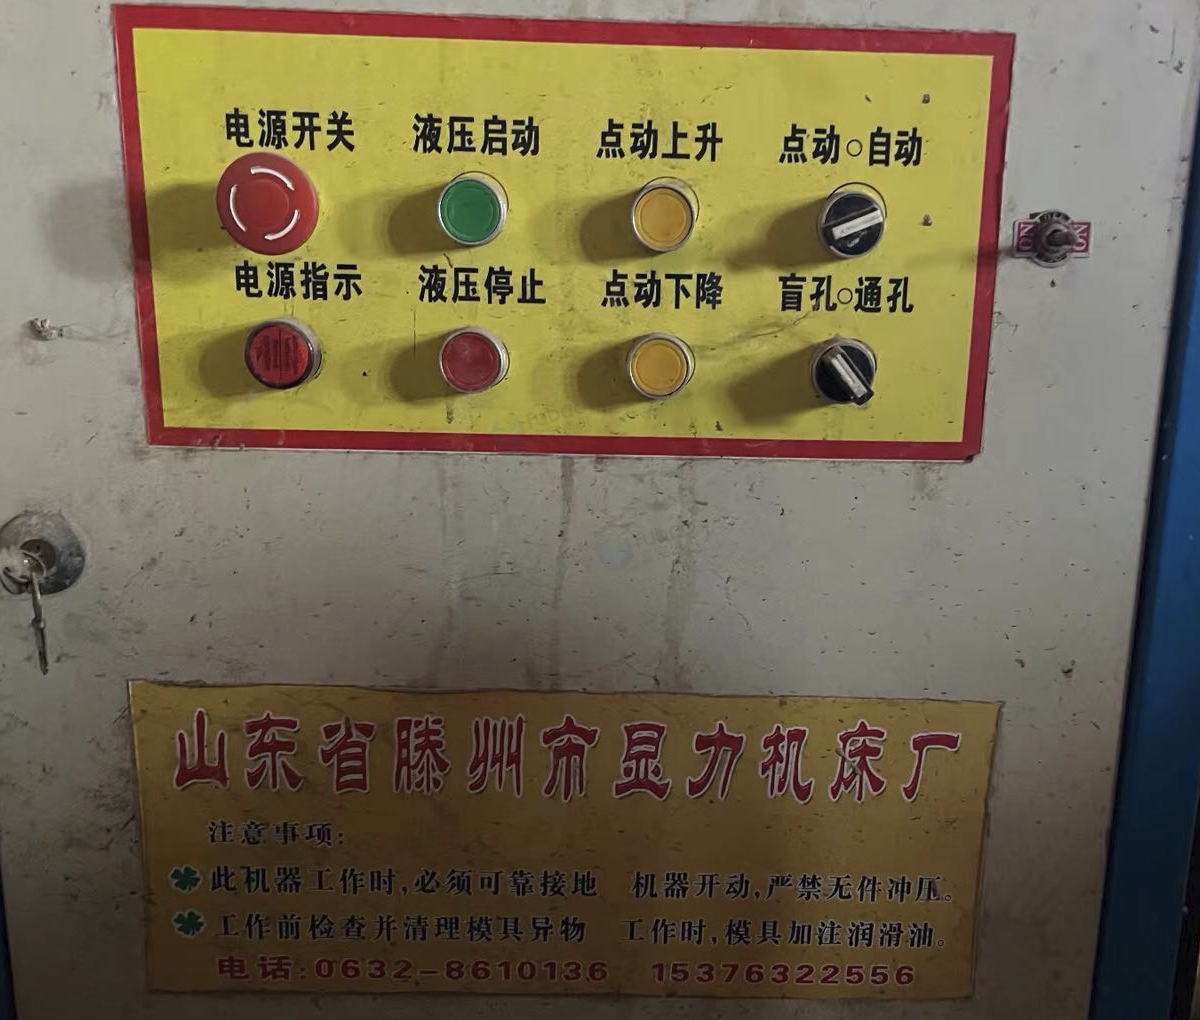 电源开关 液压启动 点动上升 点动○自动
电源指示 液压停止 点动下降 盲孔○通孔
ON ON
山东省滕州市显力机床厂
注意事项:
此机器工作时,必须可靠接地 机器开动,严禁无件冲压。
工作前检查并清理模具异物 工作时,模具加注润滑油。
电话:0632-8610136 15376322556